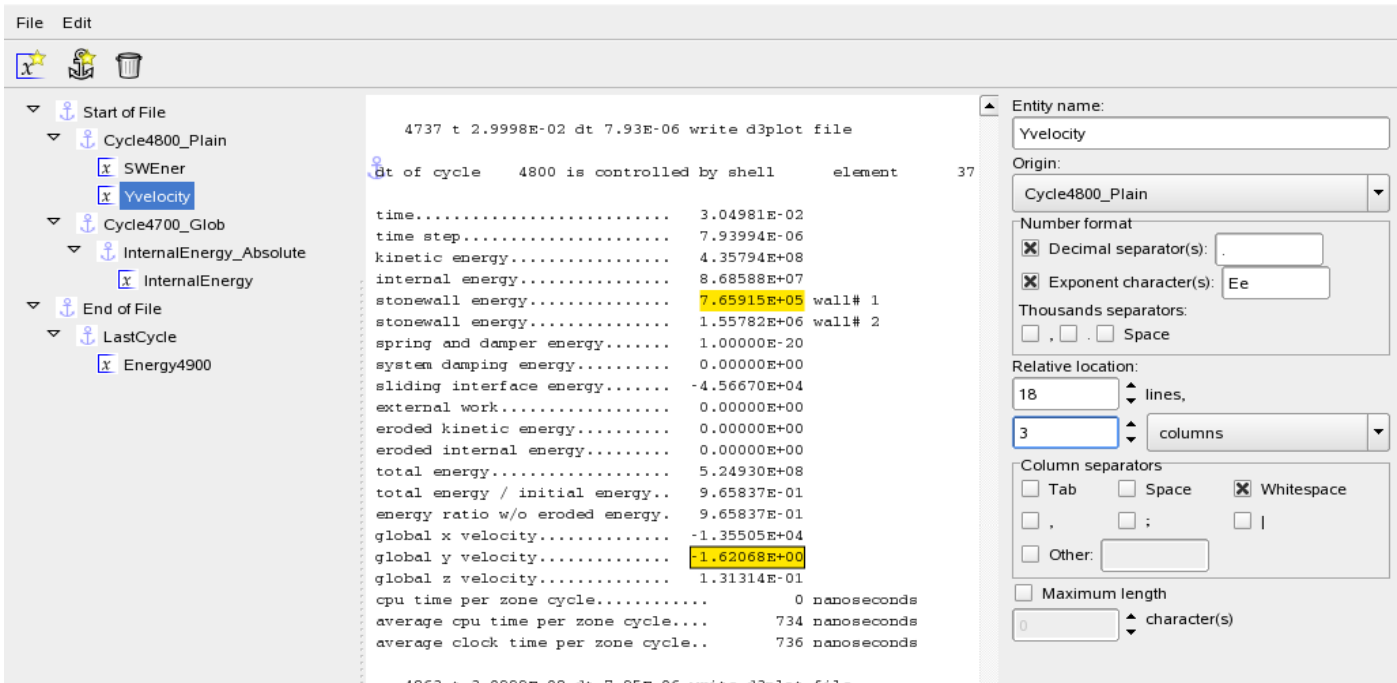 File Edit
Start of File
Cycle4800_Plain
x SWEner
x Yvelocity
Cycle4700_Glob
InternalEnergy_Absolute
x InternalEnergy
End of File
LastCycle
x Energy4900
4737 t 2.9998E-02 dt 7.93E-06 write d3plot file
dt of cycle 4800 is controlled by shell element 37
time........................... 3.04981E-02
time step...................... 7.93994E-06
kinetic energy................. 4.35794E+08
internal energy................ 8.68588E+07
stonewall energy............... 7.65915E+05 wall# 1
stonewall energy............... 1.55782E+06 wall# 2
spring and damper energy....... 1.00000E-20
system damping energy.......... 0.00000E+00
sliding interface energy....... -4.56670E+04
external work.................. 0.00000E+00
eroded kinetic energy.......... 0.00000E+00
eroded internal energy......... 0.00000E+00
total energy................... 5.24930E+08
total energy / initial energy.. 9.65837E-01
energy ratio w/o eroded energy. 9.65837E-01
global x velocity.............. -1.35505E+04
global y velocity.............. -1.62068E+00
global z velocity.............. 1.31314E-01
cpu time per zone cycle............ 0 nanoseconds
average cpu time per zone cycle.... 734 nanoseconds
average clock time per zone cycle.. 736 nanoseconds
Entity name:
Yvelocity
Origin:
Cycle4800_Plain
Number format
Decimal separator(s): .
Exponent character(s): Ee
Thousands separators:
, . Space
Relative location:
18 lines,
3 columns
Column separators
Tab Space Whitespace
, ; |
Other:
Maximum length
0 character(s)